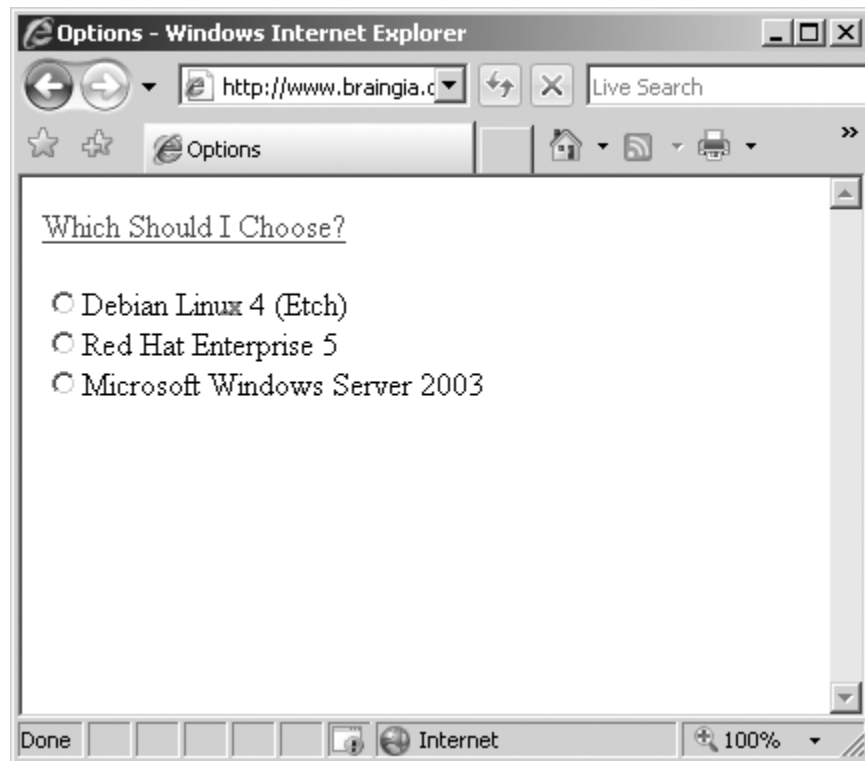 Options - Windows Internet Explorer
http://www.braingia.c
Live Search
Options
Which Should I Choose?
Debian Linux 4 (Etch)
Red Hat Enterprise 5
Microsoft Windows Server 2003
Done
Internet
100%